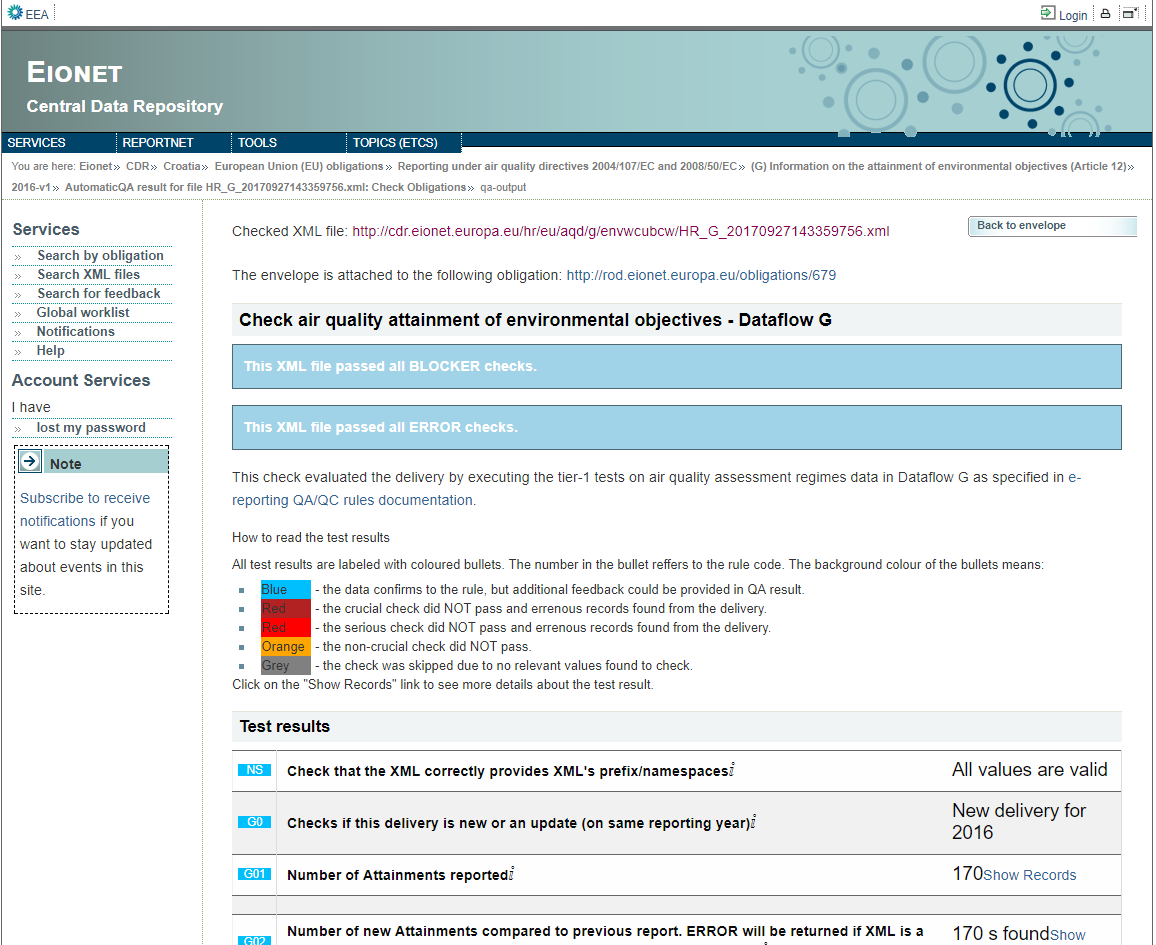 EEA
Login
EIONET
Central Data Repository
SERVICES REPORTNET TOOLS TOPICS (ETCS)
You are here: Eionet» CDR» Croatia» European Union (EU) obligations» Reporting under air quality directives 2004/107/EC and 2008/50/EC» (G) Information on the attainment of environmental objectives (Article 12)»
2016-v1» AutomaticQA result for file HR_G_20170927143359756.xml: Check Obligations» qa-output
Services
» Search by obligation
» Search XML files
» Search for feedback
» Global worklist
» Notifications
» Help
Account Services
I have
» lost my password
Note
Subscribe to receive
notifications if you
want to stay updated
about events in this
site.
Back to envelope
Checked XML file: http://cdr.eionet.europa.eu/hr/eu/aqd/g/envwcubcw/HR_G_20170927143359756.xml
The envelope is attached to the following obligation: http://rod.eionet.europa.eu/obligations/679
Check air quality attainment of environmental objectives - Dataflow G
This XML file passed all BLOCKER checks.
This XML file passed all ERROR checks.
This check evaluated the delivery by executing the tier-1 tests on air quality assessment regimes data in Dataflow G as specified in e-
reporting QA/QC rules documentation.
How to read the test results
All test results are labeled with coloured bullets. The number in the bullet reffers to the rule code. The background colour of the bullets means:
Blue - the data confirms to the rule, but additional feedback could be provided in QA result.
Red - the crucial check did NOT pass and errenous records found from the delivery.
Red - the serious check did NOT pass and errenous records found from the delivery.
Orange - the non-crucial check did NOT pass.
Grey - the check was skipped due to no relevant values found to check.
Click on the "Show Records" link to see more details about the test result.
Test results
NS Check that the XML correctly provides XML's prefix/namespacesi All values are valid
G0 Checks if this delivery is new or an update (on same reporting year)i New delivery for
2016
G01 Number of Attainments reportedi 170Show Records
G02 Number of new Attainments compared to previous report. ERROR will be returned if XML is a 170 s foundShow